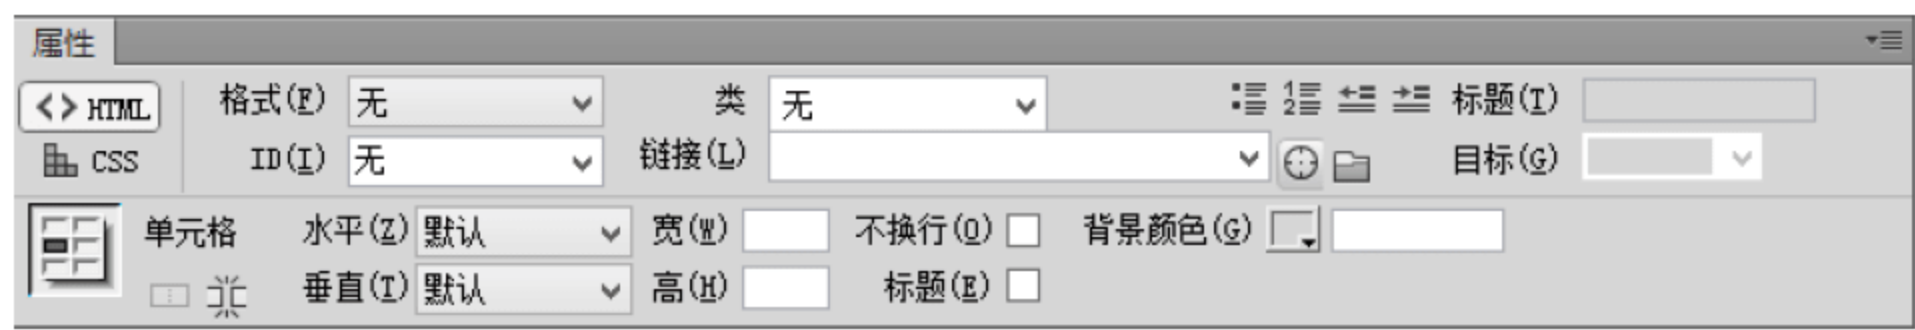 属性
HTML 格式(F) 无 类 无 标题(T)
CSS ID(I) 无 链接(L) 目标(G)
单元格 水平(Z) 默认 宽(W) 不换行(O) 背景颜色(G)
垂直(T) 默认 高(H) 标题(E)